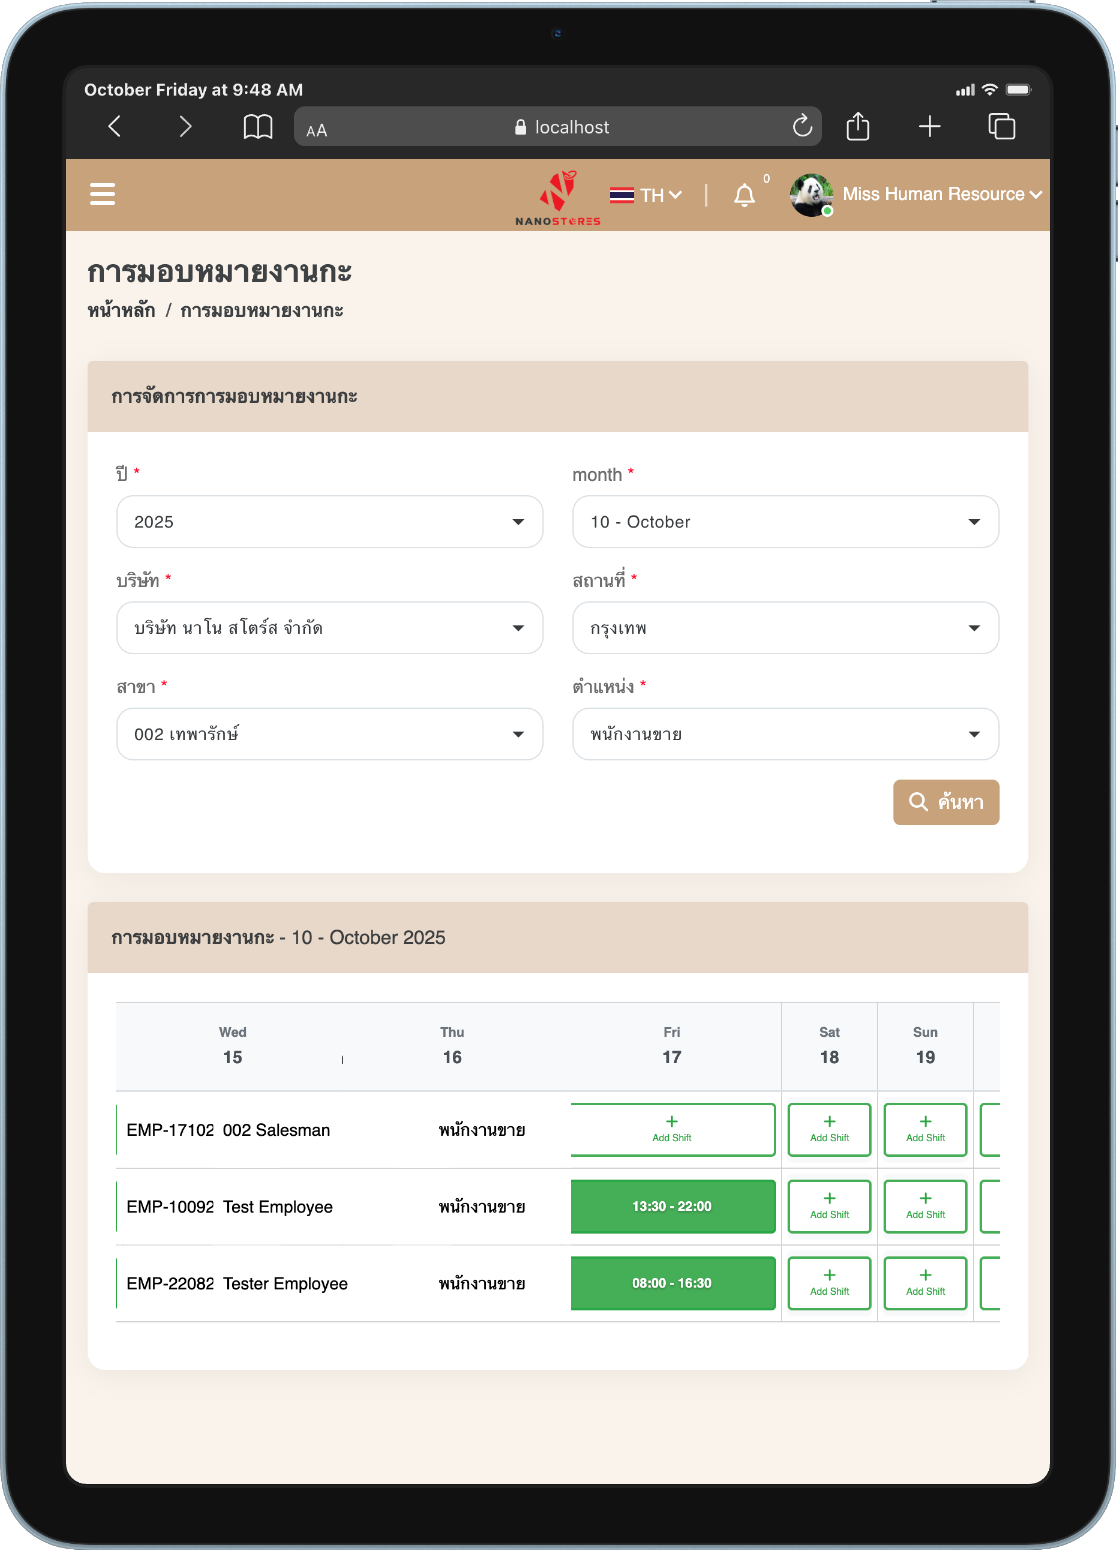 October Friday at 9:48 AM
AA localhost
NANOSTORES TH | 0 Miss Human Resource
การมอบหมายงานกะ
หน้าหลัก / การมอบหมายงานกะ
การจัดการการมอบหมายงานกะ
ปี * month *
2025 10 - October
บริษัท * สถานที่ *
บริษัท นาโน สโตร์ส จำกัด กรุงเทพ
สาขา * ตำแหน่ง *
002 เทพารักษ์ พนักงานขาย
ค้นหา
การมอบหมายงานกะ - 10 - October 2025
Wed Thu Fri Sat Sun
15 16 17 18 19
EMP-17102 002 Salesman พนักงานขาย + Add Shift + Add Shift + Add Shift
EMP-10092 Test Employee พนักงานขาย 13:30 - 22:00 + Add Shift + Add Shift
EMP-22082 Tester Employee พนักงานขาย 08:00 - 16:30 + Add Shift + Add Shift